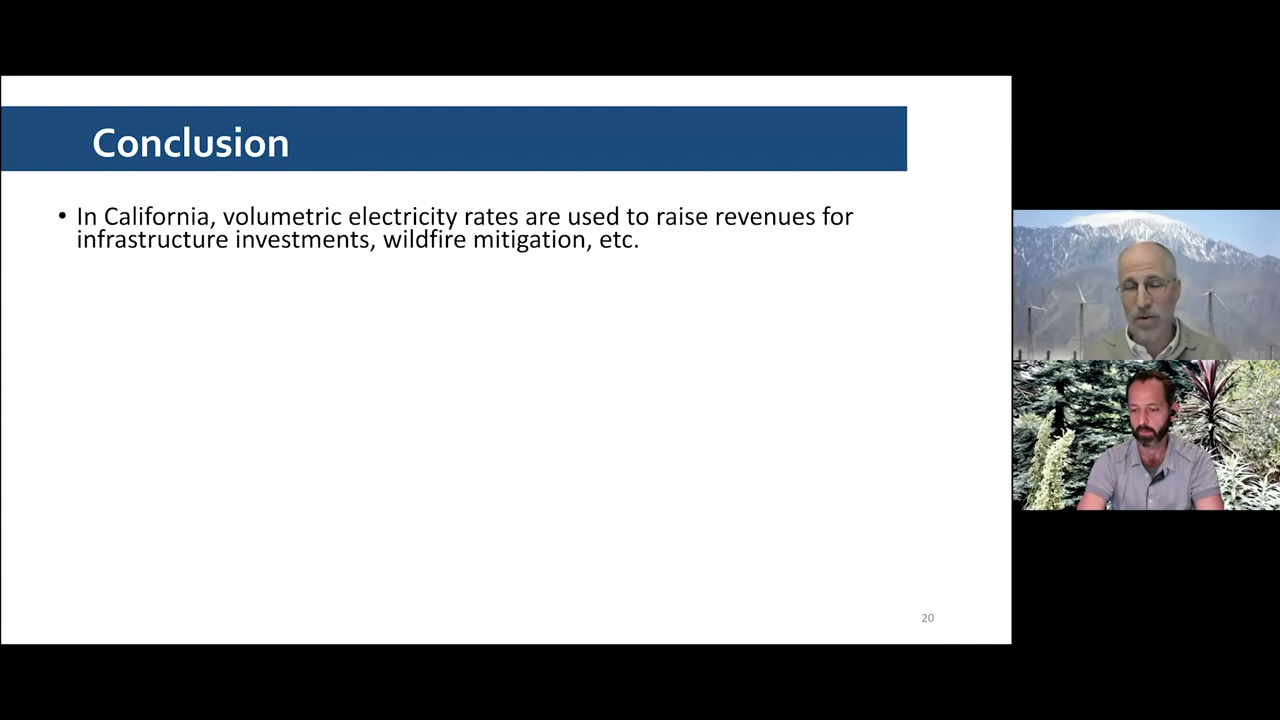 Conclusion
• In California, volumetric electricity rates are used to raise revenues for
infrastructure investments, wildfire mitigation, etc.
20